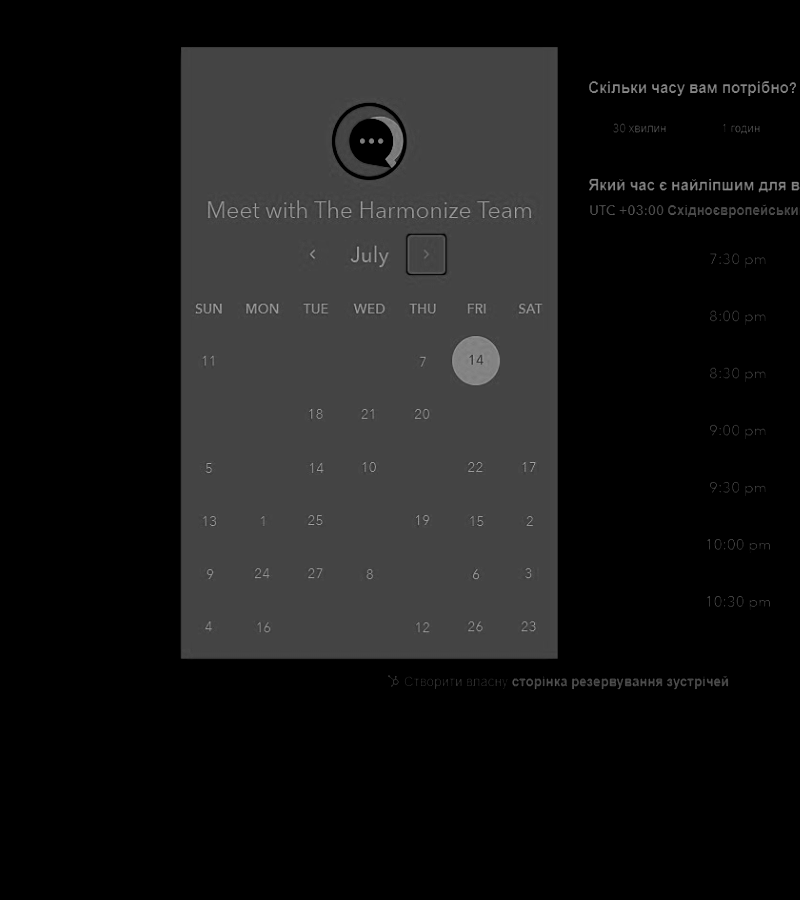 Meet with The Harmonize Team
July
SUN MON TUE WED THU FRI SAT
11 7 14
18 21 20
5 14 10 22 17
13 1 25 19 15 2
9 24 27 8 6 3
4 16 12 26 23
Скільки часу вам потрібно?
30 хвилин 1 годин
Який час є найліпшим для в
UTC +03:00 Східноєвропейськи
7:30 pm
8:00 pm
8:30 pm
9:00 pm
9:30 pm
10:00 pm
10:30 pm
Створити власну сторінка резервування зустрічей